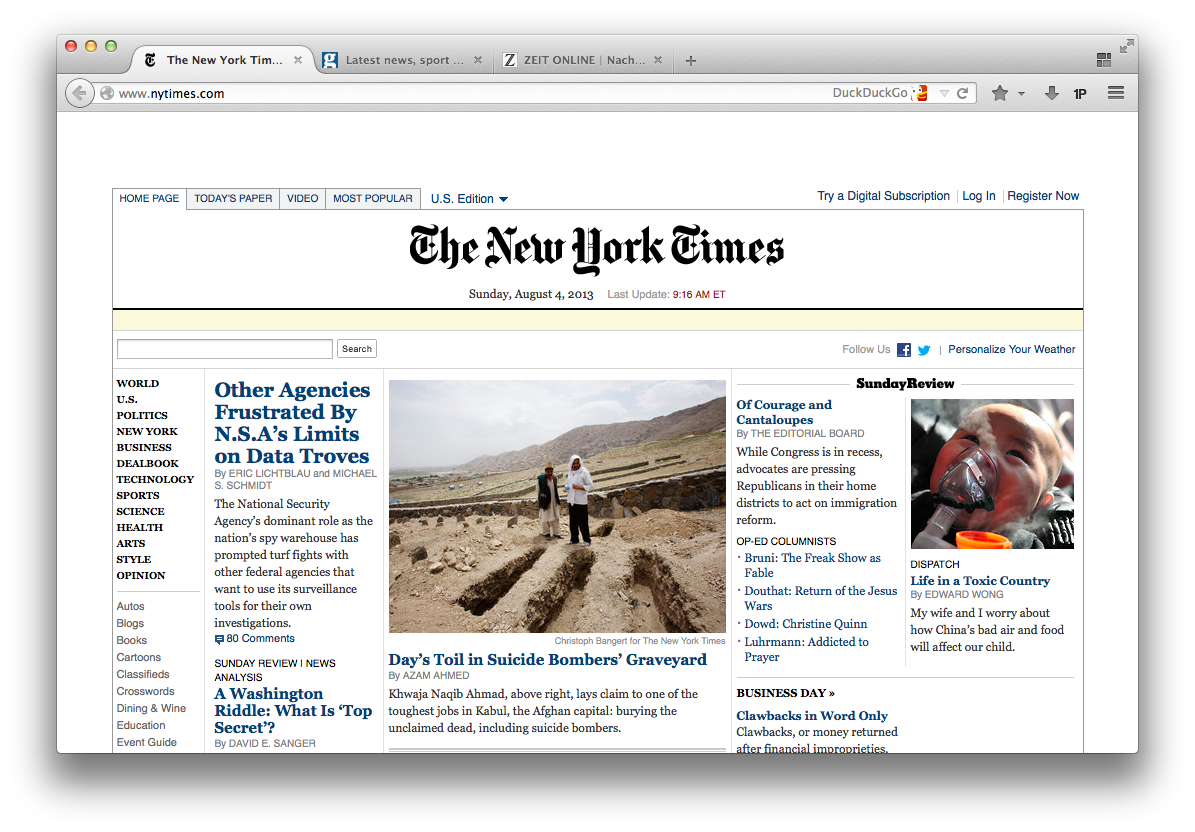 The New York Tim...
Latest news, sport ...
ZEIT ONLINE | Nach...
www.nytimes.com
DuckDuckGo
1P
HOME PAGE
TODAY'S PAPER
VIDEO
MOST POPULAR
U.S. Edition
Try a Digital Subscription
Log In
Register Now
The New York Times
Sunday, August 4, 2013
Last Update: 9:16 AM ET
Search
Follow Us
Personalize Your Weather
WORLD
U.S.
POLITICS
NEW YORK
BUSINESS
DEALBOOK
TECHNOLOGY
SPORTS
SCIENCE
HEALTH
ARTS
STYLE
OPINION
Autos
Blogs
Books
Cartoons
Classifieds
Crosswords
Dining & Wine
Education
Event Guide
Other Agencies
Frustrated By
N.S.A's Limits
on Data Troves
By ERIC LICHTBLAU and MICHAEL
S. SCHMIDT
The National Security
Agency's dominant role as the
nation's spy warehouse has
prompted turf fights with
other federal agencies that
want to use its surveillance
tools for their own
investigations.
80 Comments
SUNDAY REVIEW | NEWS
ANALYSIS
A Washington
Riddle: What Is 'Top
Secret'?
By DAVID E. SANGER
Christoph Bangert for The New York Times
Day's Toil in Suicide Bombers' Graveyard
By AZAM AHMED
Khwaja Naqib Ahmad, above right, lays claim to one of the
toughest jobs in Kabul, the Afghan capital: burying the
unclaimed dead, including suicide bombers.
SundayReview
Of Courage and
Cantaloupes
By THE EDITORIAL BOARD
While Congress is in recess,
advocates are pressing
Republicans in their home
districts to act on immigration
reform.
OP-ED COLUMNISTS
· Bruni: The Freak Show as
Fable
· Douthat: Return of the Jesus
Wars
· Dowd: Christine Quinn
· Luhrmann: Addicted to
Prayer
DISPATCH
Life in a Toxic Country
By EDWARD WONG
My wife and I worry about
how China's bad air and food
will affect our child.
BUSINESS DAY »
Clawbacks in Word Only
Clawbacks, or money returned
after financial improprieties,